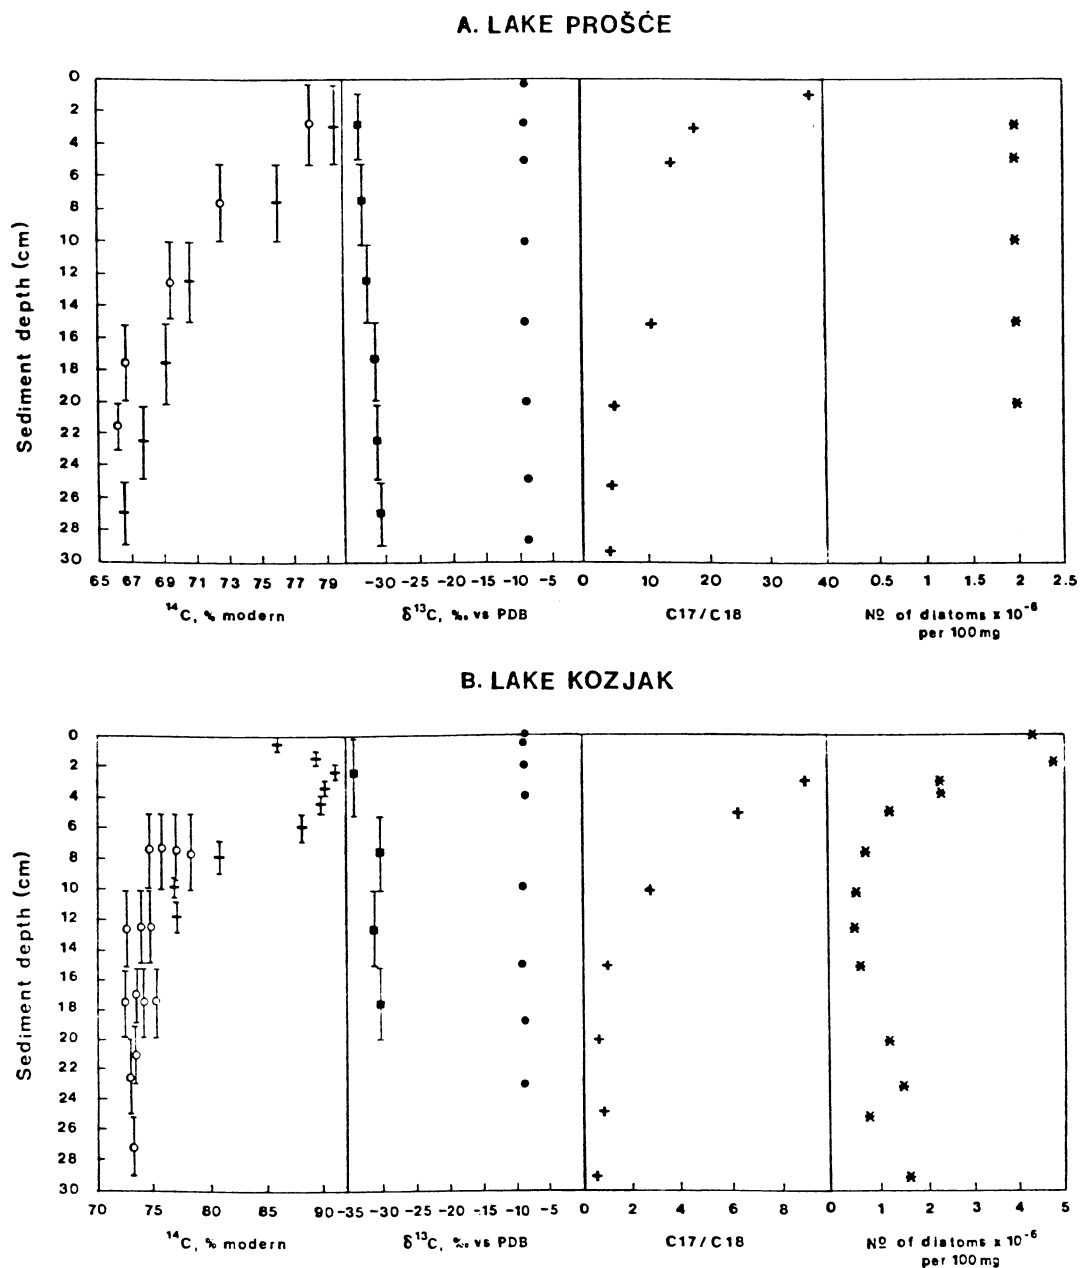 A. LAKE PROŠĆE
0
2
4
6
8
10
12
14
16
18
20
22
24
26
28
30
Sediment depth (cm)
65 67 69 71 73 75 77 79 -30 -25 -20 -15 -10 -5 0 10 20 30 40 0.5 1 1.5 2 2.5
¹⁴C, % modern
δ¹³C, ‰ vs PDB
C17/C18
Nº of diatoms x 10⁻⁶
per 100mg
B. LAKE KOZJAK
0
2
4
6
8
10
12
14
16
18
20
22
24
26
28
30
Sediment depth (cm)
70 75 80 85 90 -35 -30 -25 -20 -15 -10 -5 0 2 4 6 8 0 1 2 3 4 5
¹⁴C, % modern
δ¹³C, ‰ vs PDB
C17/C18
Nº of diatoms x 10⁻⁶
per 100mg